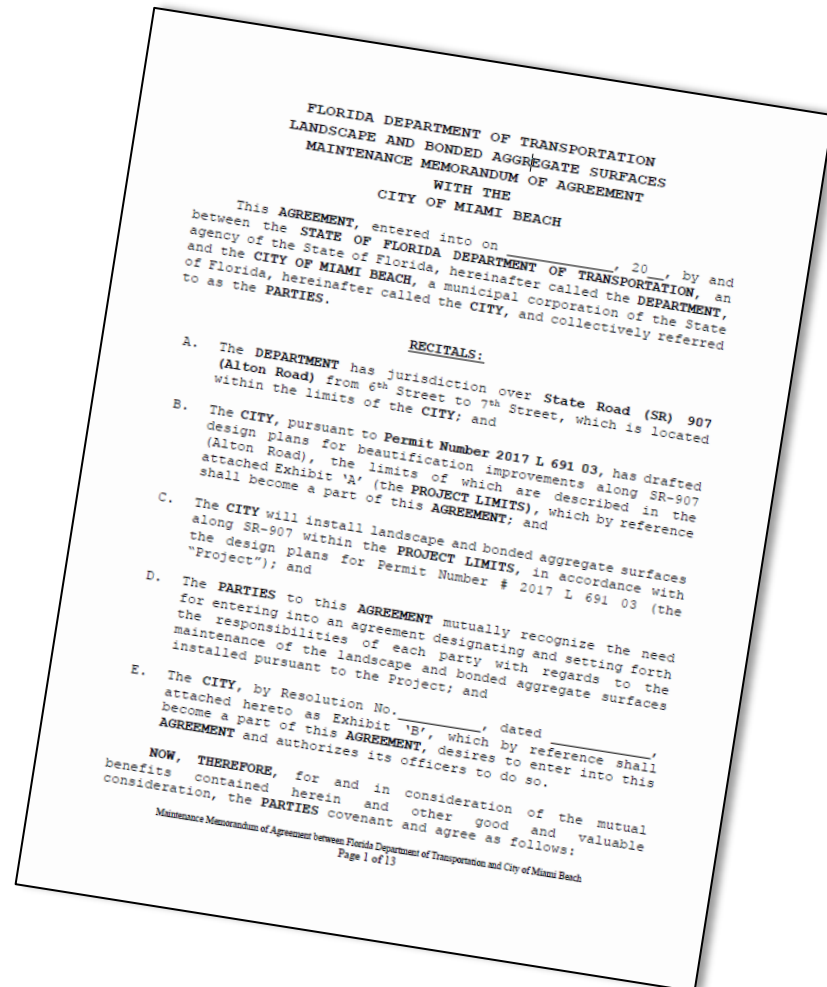 FLORIDA DEPARTMENT OF TRANSPORTATION
LANDSCAPE AND BONDED AGGREGATE SURFACES
MAINTENANCE MEMORANDUM OF AGREEMENT
WITH THE
CITY OF MIAMI BEACH
This AGREEMENT, entered into on __________, 20__, by and
between the STATE OF FLORIDA DEPARTMENT OF TRANSPORTATION, an
agency of the State of Florida, hereinafter called the DEPARTMENT,
and the CITY OF MIAMI BEACH, a municipal corporation of the State
of Florida, hereinafter called the CITY, and collectively referred
to as the PARTIES.
RECITALS:
A. The DEPARTMENT has jurisdiction over State Road (SR) 907
(Alton Road) from 6th Street to 7th Street, which is located
within the limits of the CITY; and
B. The CITY, pursuant to Permit Number 2017 L 691 03, has drafted
design plans for beautification improvements along SR-907
(Alton Road), the limits of which are described in the
attached Exhibit 'A' (the PROJECT LIMITS), which by reference
shall become a part of this AGREEMENT; and
C. The CITY will install landscape and bonded aggregate surfaces
along SR-907 within the PROJECT LIMITS, in accordance with
the design plans for Permit Number # 2017 L 691 03 (the
"Project"); and
D. The PARTIES to this AGREEMENT mutually recognize the need
for entering into an agreement designating and setting forth
the responsibilities of each party with regards to the
maintenance of the landscape and bonded aggregate surfaces
installed pursuant to the Project; and
E. The CITY, by Resolution No.________, dated __________,
attached hereto as Exhibit 'B', which by reference shall
become a part of this AGREEMENT, desires to enter into this
AGREEMENT and authorizes its officers to do so.
NOW, THEREFORE, for and in consideration of the mutual
benefits contained herein and other good and valuable
consideration, the PARTIES covenant and agree as follows:
Maintenance Memorandum of Agreement between Florida Department of Transportation and City of Miami Beach
Page 1 of 13